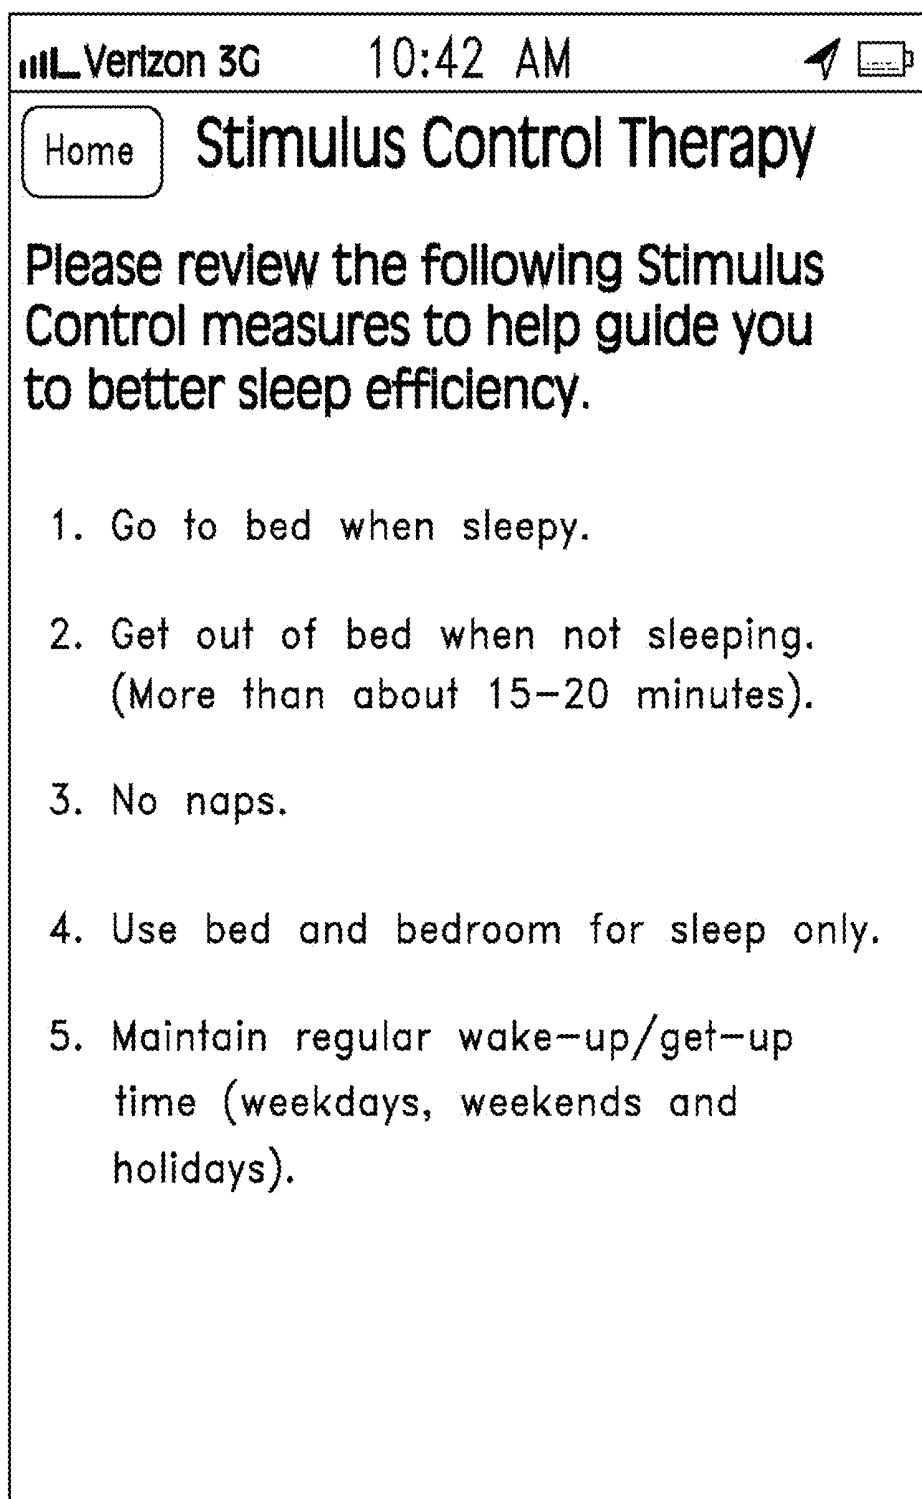 Verizon 3G 10:42 AM
Home Stimulus Control Therapy
Please review the following Stimulus
Control measures to help guide you
to better sleep efficiency.
1. Go to bed when sleepy.
2. Get out of bed when not sleeping.
(More than about 15-20 minutes).
3. No naps.
4. Use bed and bedroom for sleep only.
5. Maintain regular wake-up/get-up
time (weekdays, weekends and
holidays).